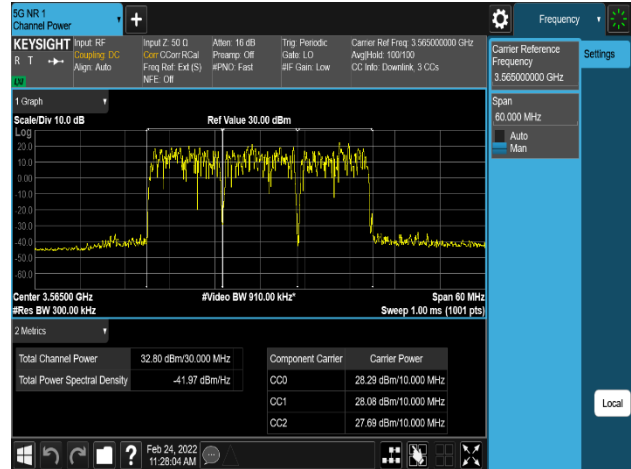 5G NR 1
Channel Power
Frequency
KEYSIGHT
R T
LXI
Input: RF
Coupling: DC
Align: Auto
Input Z: 50 Ω
Corr CCorr RCal
Freq Ref: Ext (S)
NFE: Off
Atten: 16 dB
Preamp: Off
#PNO: Fast
Trig: Periodic
Gate: LO
#IF Gain: Low
Carrier Ref Freq: 3.565000000 GHz
Avg|Hold: 100/100
CC Info: Downlink, 3 CCs
Carrier Reference
Frequency
3.565000000 GHz
Settings
Span
60.000 MHz
Auto
Man
1 Graph
Scale/Div 10.0 dB
Ref Value 30.00 dBm
Log
20.0
10.0
0.00
-10.0
-20.0
-30.0
-40.0
-50.0
-60.0
Center 3.56500 GHz
#Video BW 910.00 kHz*
Span 60 MHz
#Res BW 300.00 kHz
Sweep 1.00 ms (1001 pts)
2 Metrics
Total Channel Power 32.80 dBm/30.000 MHz
Total Power Spectral Density -41.97 dBm/Hz
Component Carrier Carrier Power
CC0 28.29 dBm/10.000 MHz
CC1 28.08 dBm/10.000 MHz
CC2 27.69 dBm/10.000 MHz
Local
Feb 24, 2022
11:28:04 AM